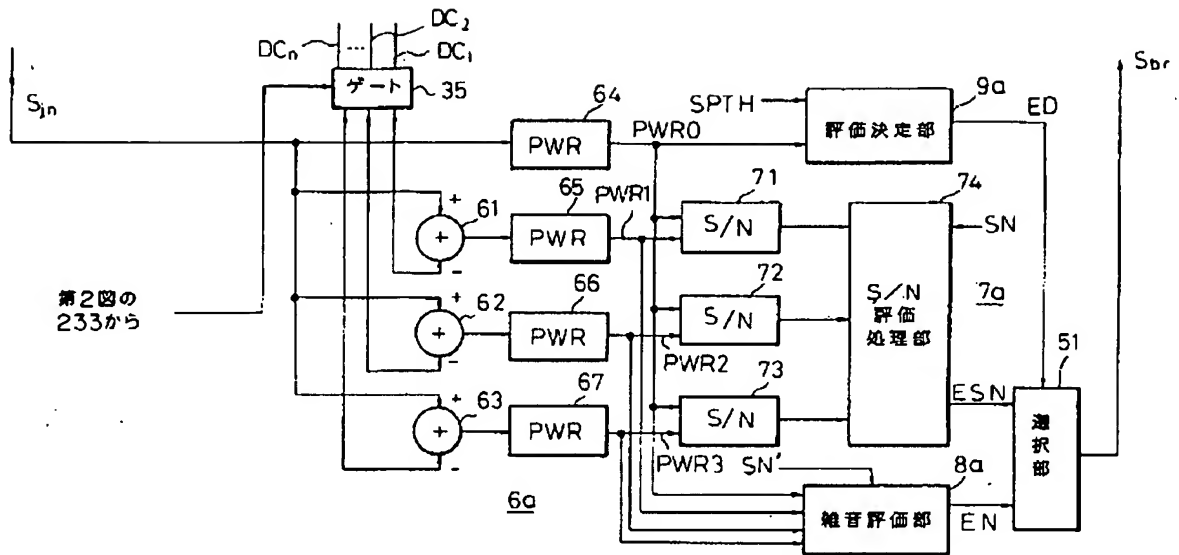 DCn
...
DC2
DC1
Sin
ゲート
35
64
SPTH
9a
Sbr
PWR
PWR0
評価決定部
ED
+
61
+
-
65
PWR
PWR1
71
S/N
74
SN
第2図の
233から
+
62
+
-
66
PWR
PWR2
72
S/N
S/N
評価
処理部
7a
+
63
+
-
67
PWR
PWR3
73
S/N
ESN
51
選択部
6a
SN'
8a
雑音評価部
EN